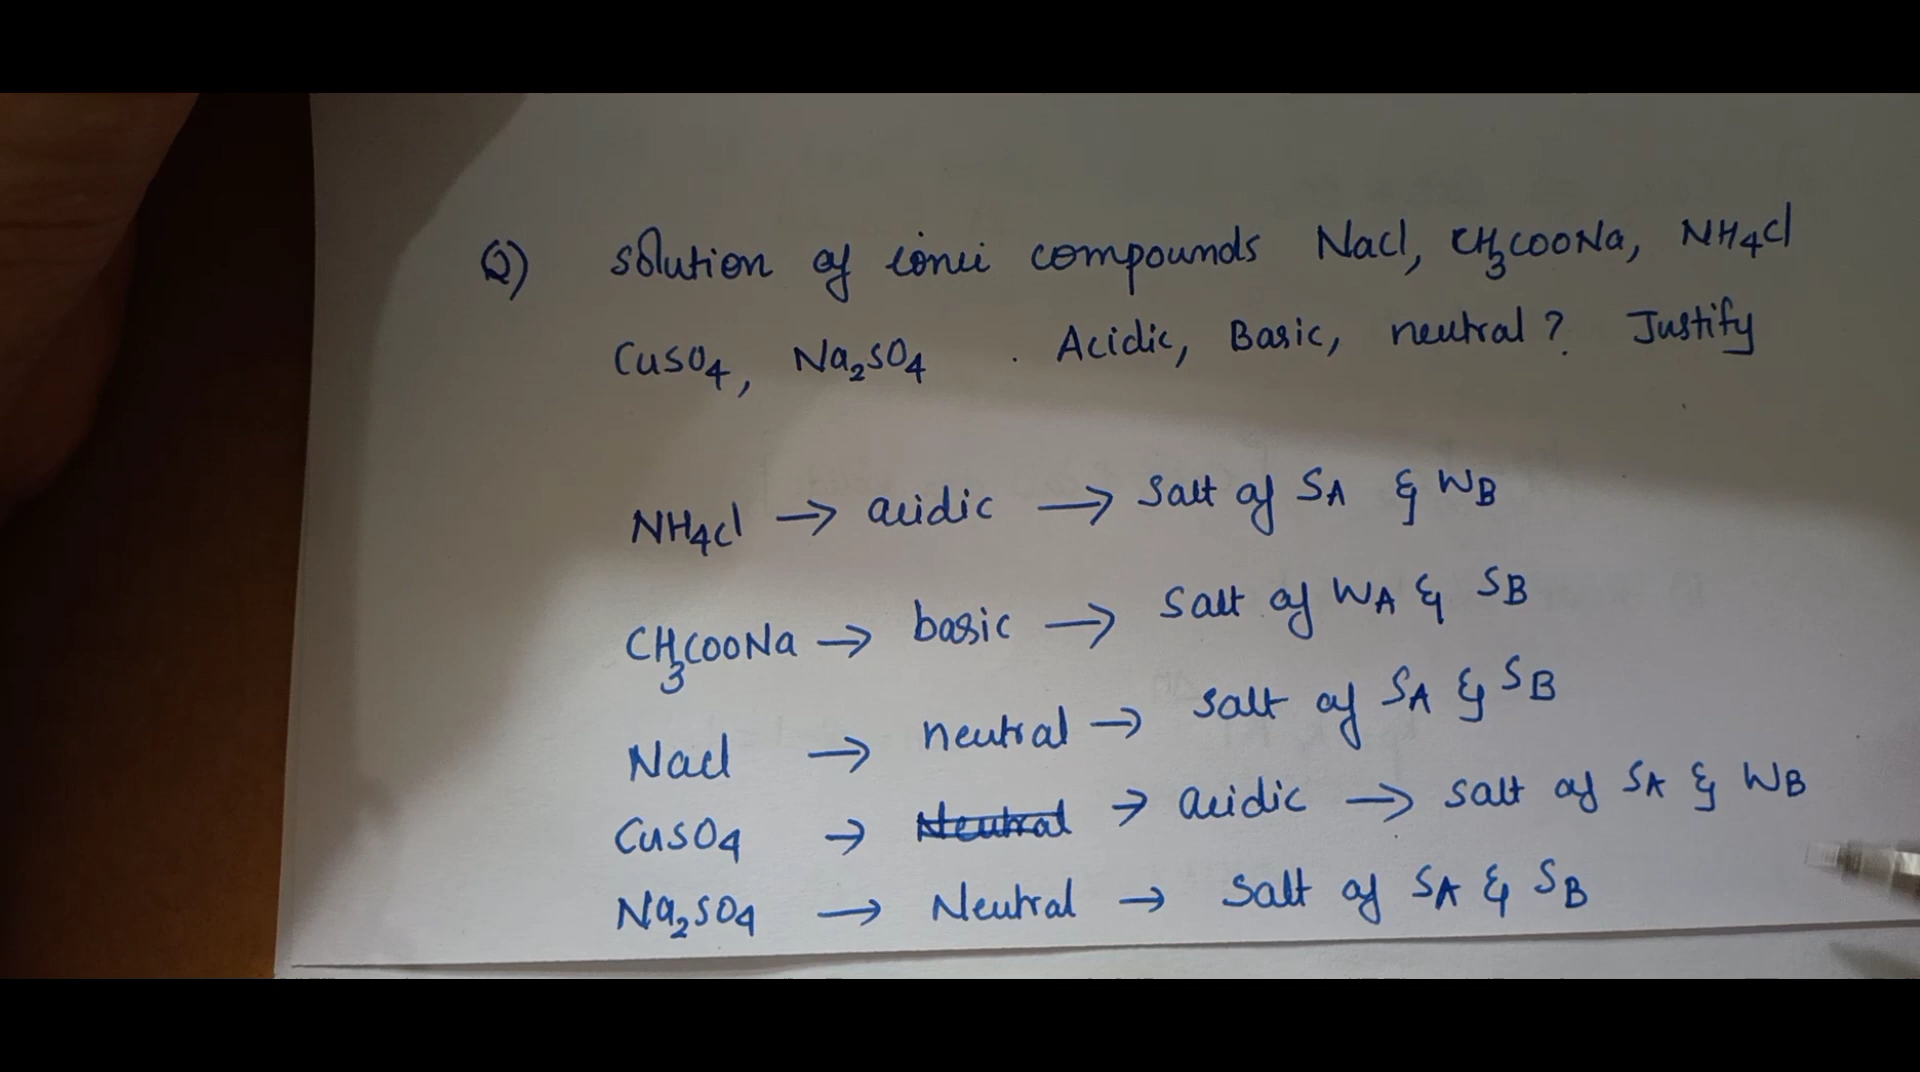 Q) solution of ionic compounds Nacl, CH3COONa, NH4Cl
CuSO4, Na2SO4 . Acidic, Basic, neutral? Justify
NH4Cl → acidic → Salt of SA & WB
CH3COONa → basic → Salt of WA & SB
Nacl → neutral → salt of SA & SB
CuSO4 → Neutral → acidic → salt of SA & WB
Na2SO4 → Neutral → Salt of SA & SB